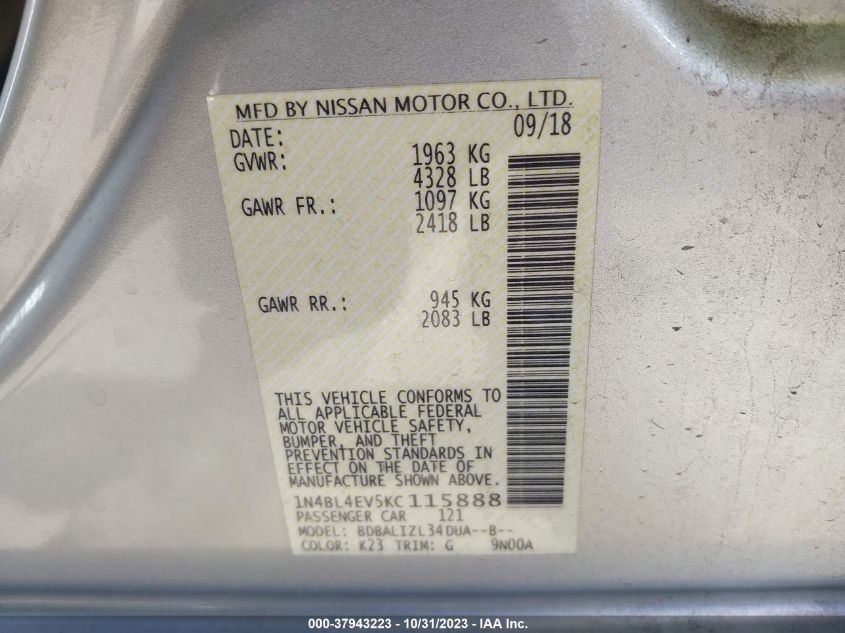 MFD BY NISSAN MOTOR CO., LTD.
DATE: 09/18
GVWR: 1963 KG
4328 LB
GAWR FR.: 1097 KG
2418 LB
GAWR RR.: 945 KG
2083 LB
THIS VEHICLE CONFORMS TO
ALL APPLICABLE FEDERAL
MOTOR VEHICLE SAFETY,
BUMPER, AND THEFT
PREVENTION STANDARDS IN
EFFECT ON THE DATE OF
MANUFACTURE SHOWN ABOVE.
1N4BL4EV5KC115888
PASSENGER CAR 121
MODEL: BDBALIZL34DUA--B--
COLOR: K23 TRIM: G 9N00A
000-37943223 - 10/31/2023 - IAA Inc.